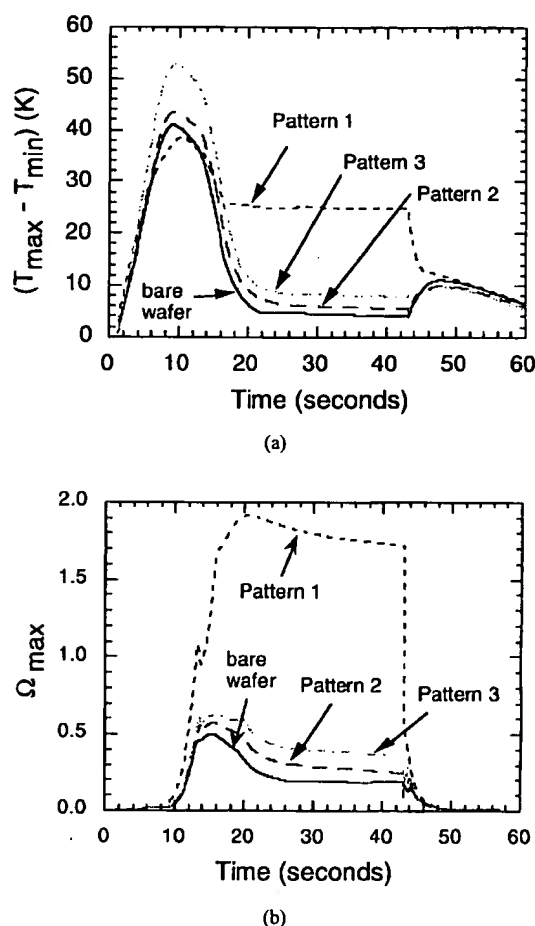 60
50
40
30
20
10
0
(Tmax - Tmin) (K)
Pattern 1
Pattern 3
Pattern 2
bare
wafer
0 10 20 30 40 50 60
Time (seconds)
(a)
2.0
1.5
1.0
0.5
0.0
Ωmax
Pattern 1
bare
wafer
Pattern 2
Pattern 3
0 10 20 30 40 50 60
Time (seconds)
(b)